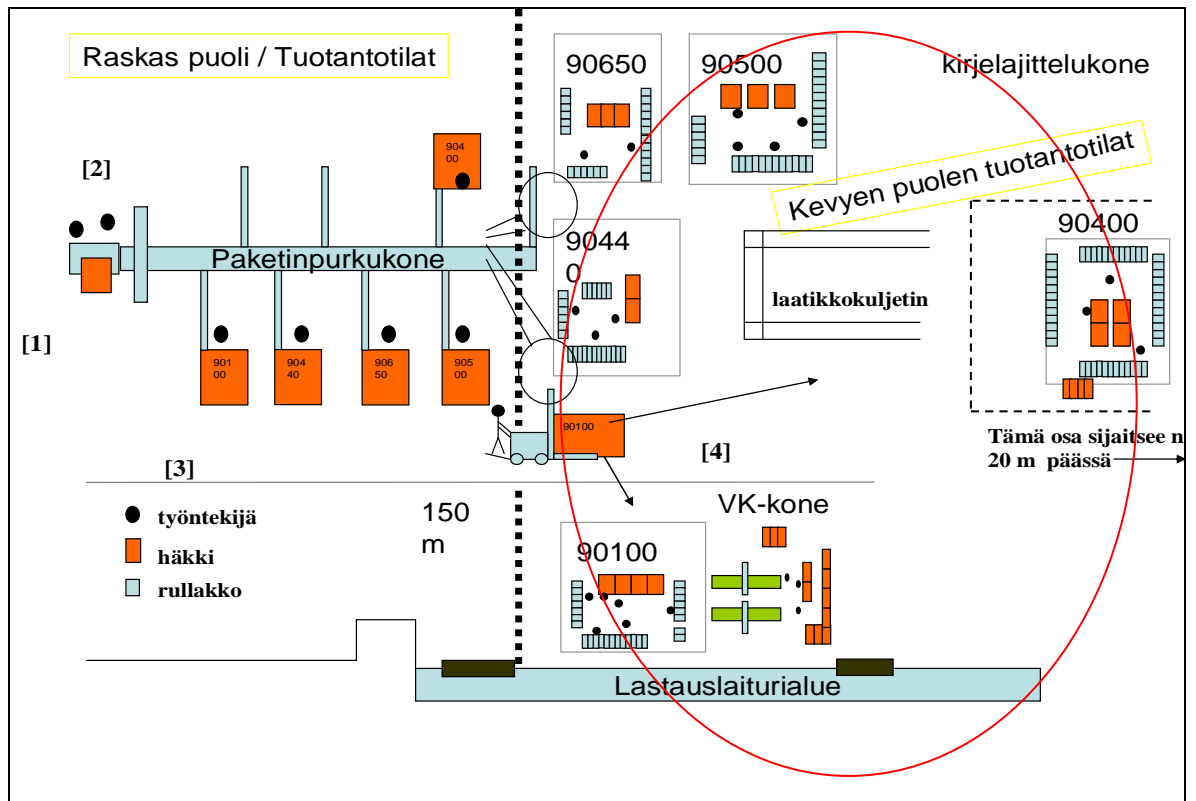 Raskas puoli / Tuotantotilat
90650
90500
kirjelajittelukone
904
00
[2]
Kevyen puolen tuotantotilat
90400
Paketinpurkukone
9044
0
laatikkokuljetin
[1]
901
00
904
40
906
50
905
00
90100
[4]
Tämä osa sijaitsee n
20 m päässä
[3]
työntekijä
häkki
rullakko
150
m
VK-kone
90100
Lastauslaiturialue